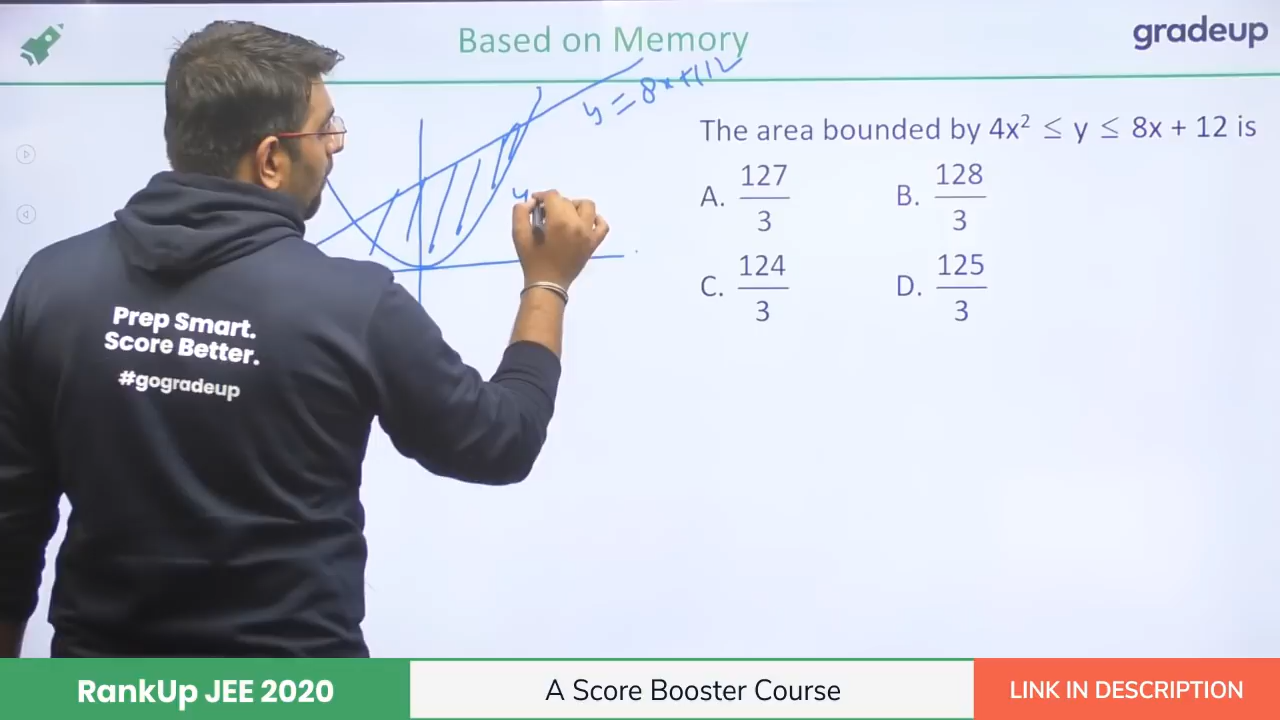 Based on Memory
gradeup
y = 8x+12
The area bounded by 4x² ≤ y ≤ 8x + 12 is
A. 127/3
B. 128/3
C. 124/3
D. 125/3
y
Prep Smart.
Score Better.
#gogradeup
RankUp JEE 2020
A Score Booster Course
LINK IN DESCRIPTION